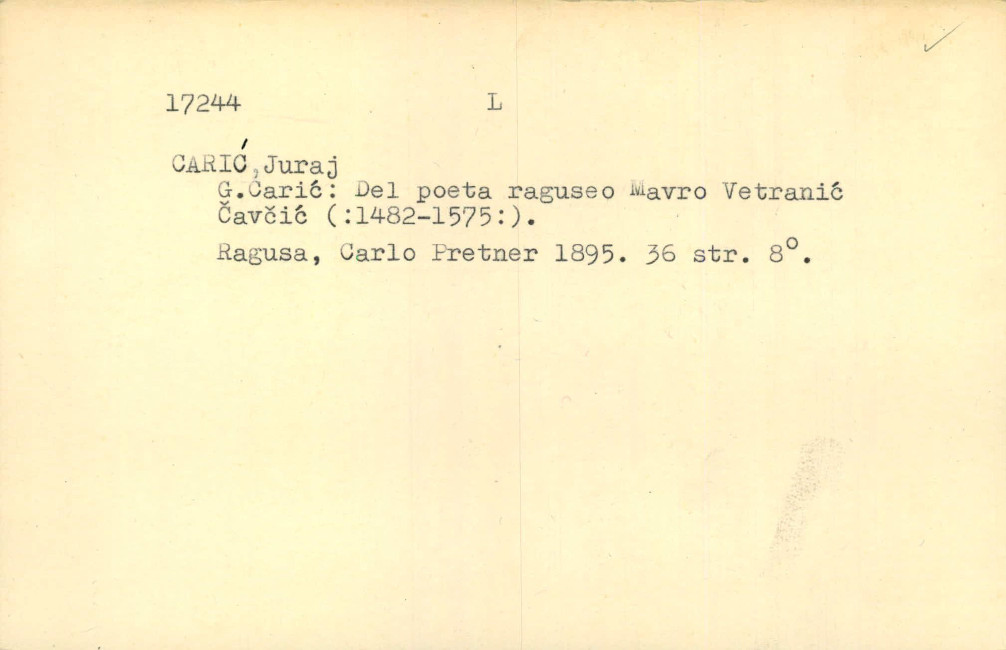 17244 L
CARIĆ, Juraj
G.Carić: Del poeta raguseo Mavro Vetranić
Čavčić (:1482-1575:).
Ragusa, Carlo Pretner 1895. 36 str. 8°.